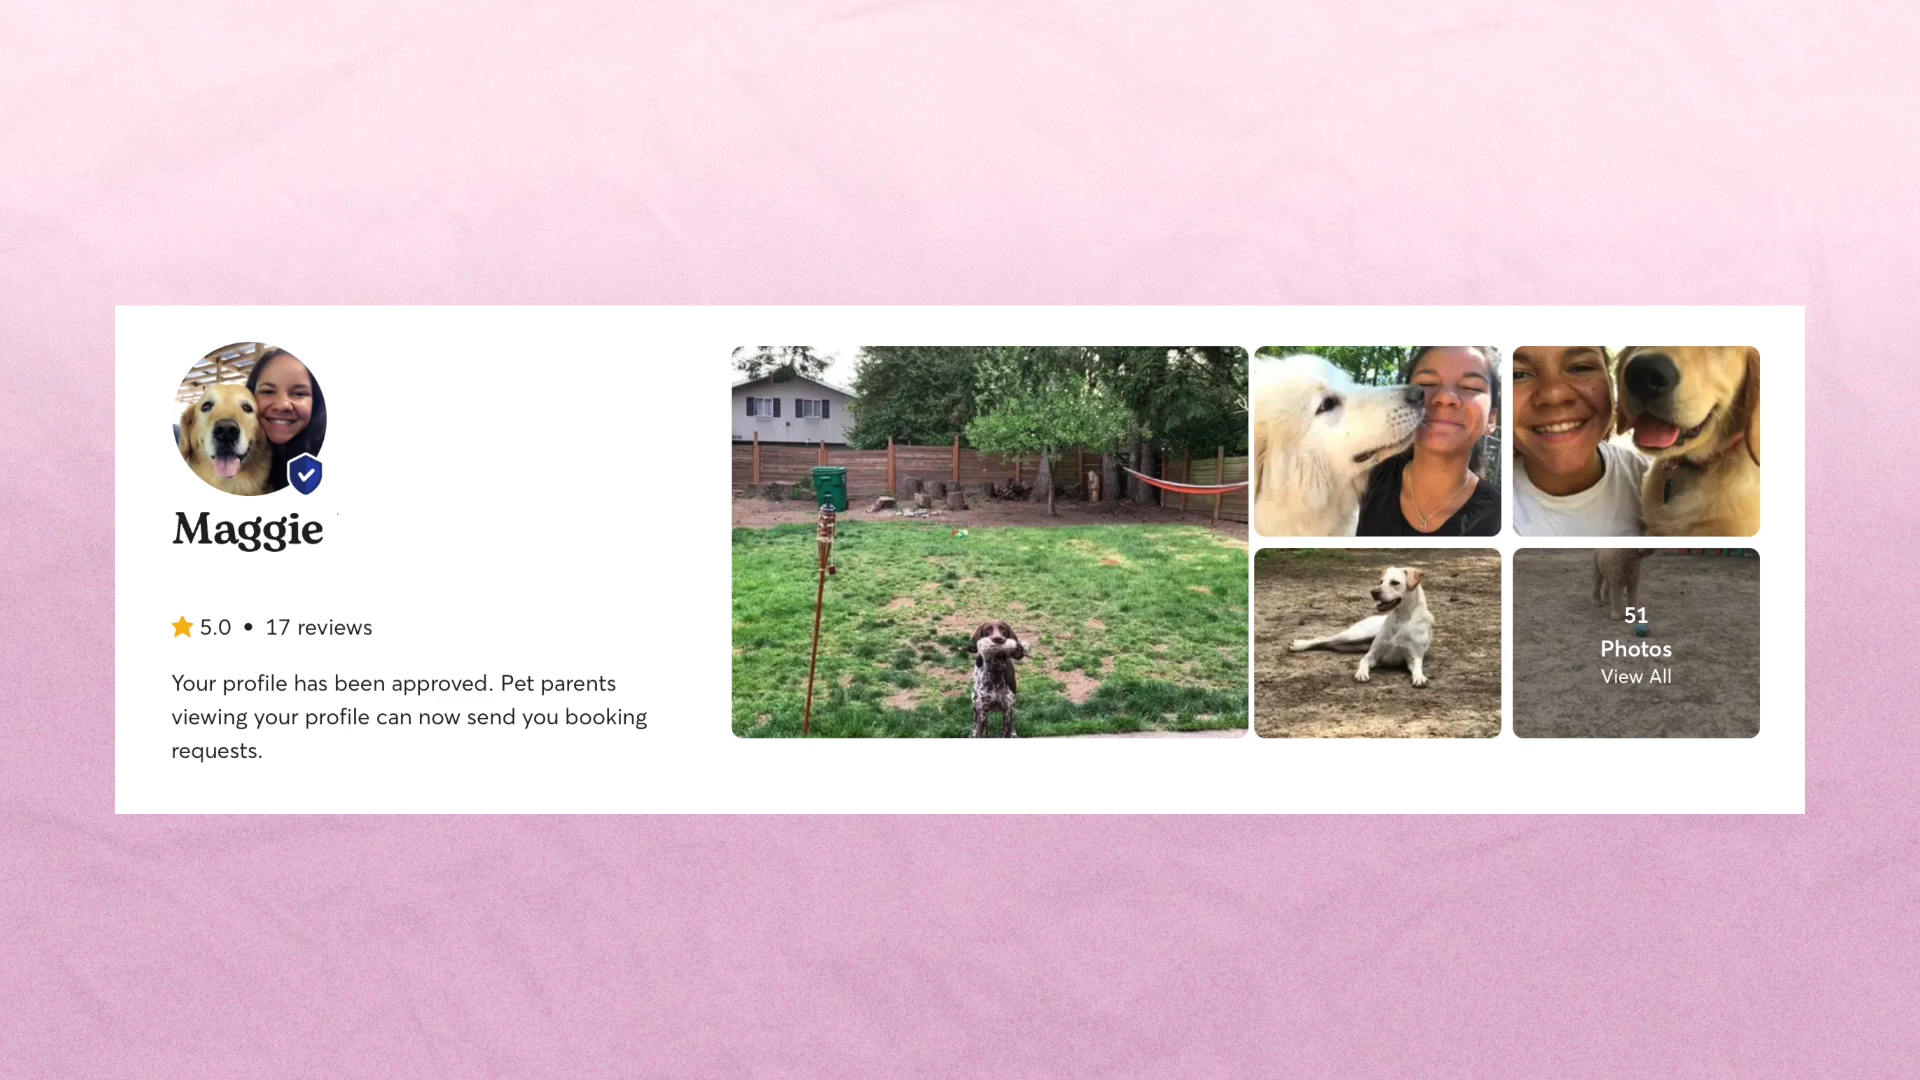 Maggie
5.0 • 17 reviews
Your profile has been approved. Pet parents
viewing your profile can now send you booking
requests.
51
Photos
View All